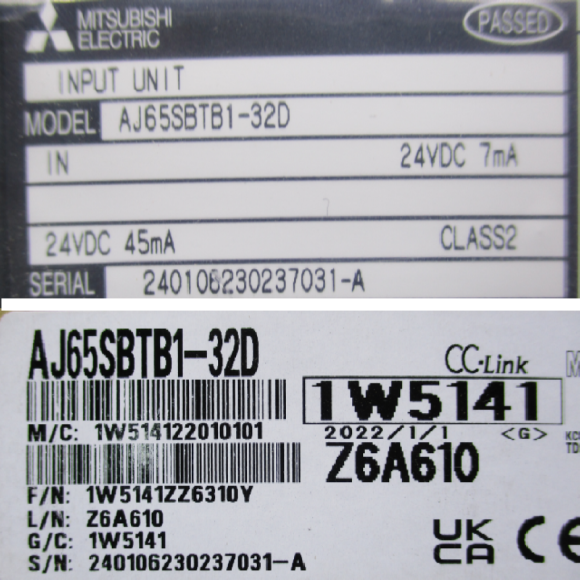 MITSUBISHI
ELECTRIC
PASSED
INPUT UNIT
MODEL AJ65SBTB1-32D
IN 24VDC 7mA
24VDC 45mA CLASS2
SERIAL 240106230237031-A
AJ65SBTB1-32D
CC-Link
1W5141
M/C: 1W514122010101
2022/1/1 <G>
Z6A610
F/N: 1W5141ZZ6310Y
L/N: Z6A610
G/C: 1W5141
S/N: 240106230237031-A
UK
CA
CE